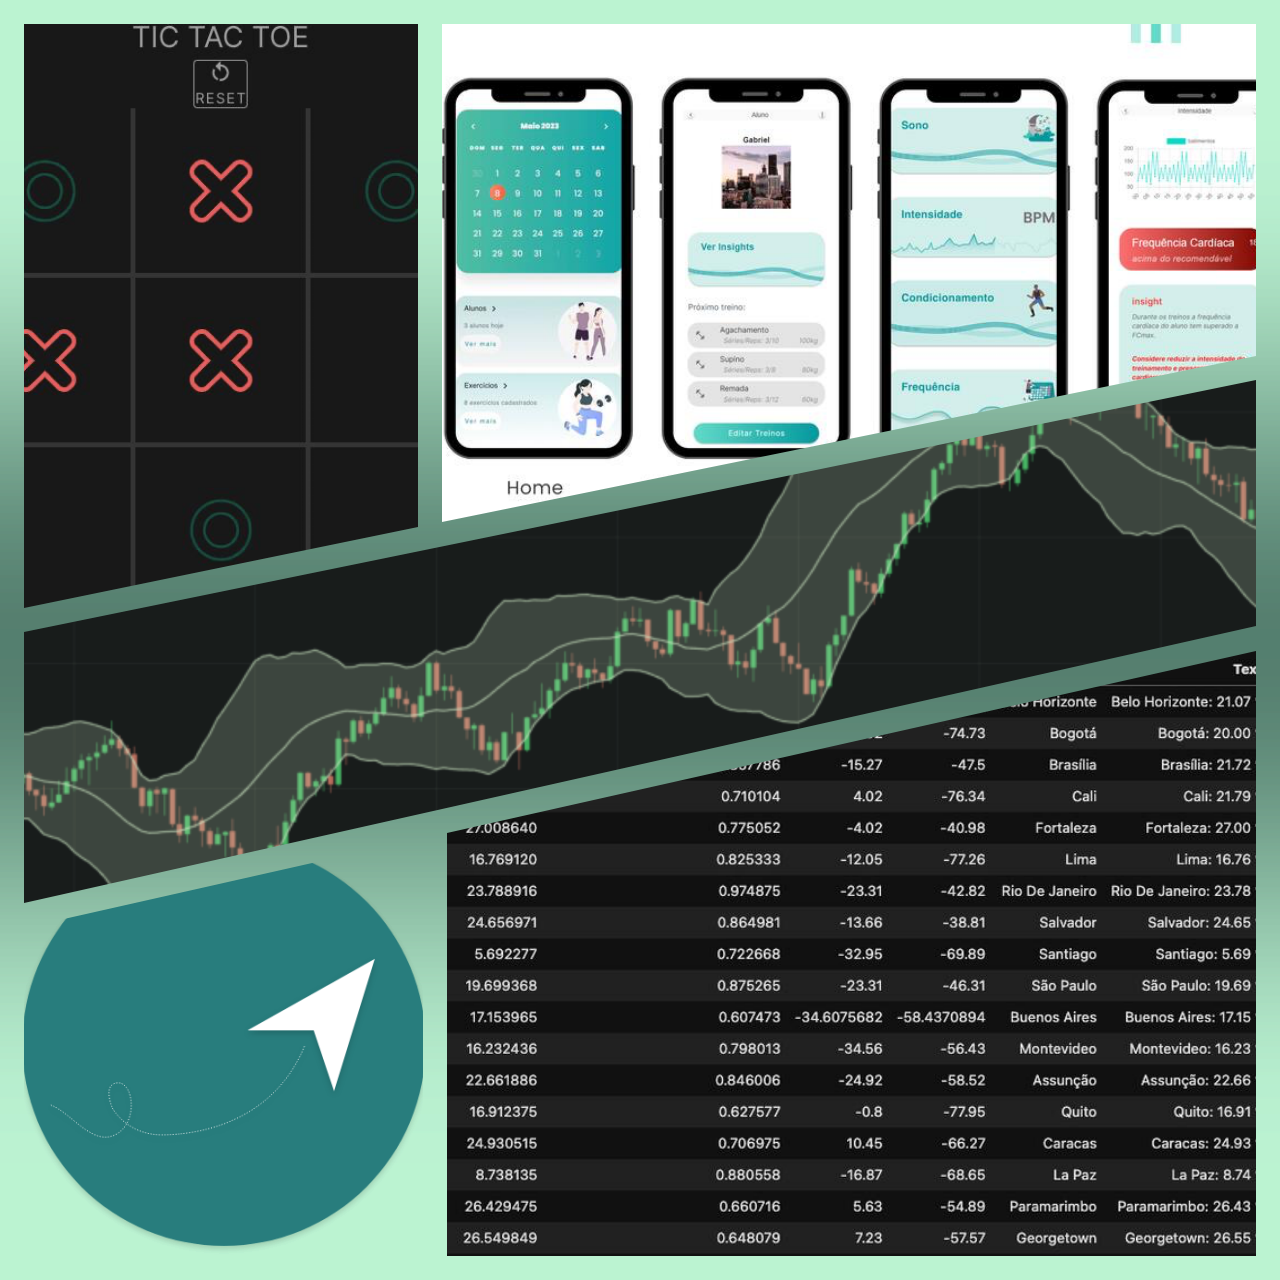 TIC TAC TOE
RESET
Maio 2023
DOM SEG TER QUA QUI SEX SAB
30 1 2 3 4 5 6
7 8 9 10 11 12 13
14 15 16 17 18 19 20
21 22 23 24 25 26 27
31 29 30 31 1 2 3
Alunos >
3 alunos hoje
Ver mais
Exercícios >
8 exercícios cadastrados
Ver mais
Home
Aluno
Gabriel
Ver Insights
Próximo treino:
Agachamento
Séries/Reps: 3/10 100kg
Supino
Séries/Reps: 3/8 80kg
Remada
Séries/Reps: 3/12 60kg
Editar Treinos
Sono
Intensidade BPM
Condicionamento
Frequência
Intensidade
batimentos
200
150
100
50
Frequência Cardíaca
acima do recomendável
insight
Durante os treinos a frequência
cardíaca do aluno tem superado a
FCmax.
Considere reduzir a intensidade do
treinamento e
Tex
Horizonte Belo Horizonte: 21.07
-74.73 Bogotá Bogotá: 20.00
-15.27 -47.5 Brasília Brasília: 21.72
0.710104 4.02 -76.34 Cali Cali: 21.79
27.008640 0.775052 -4.02 -40.98 Fortaleza Fortaleza: 27.00
16.769120 0.825333 -12.05 -77.26 Lima Lima: 16.76
23.788916 0.974875 -23.31 -42.82 Rio De Janeiro Rio De Janeiro: 23.78
24.656971 0.864981 -13.66 -38.81 Salvador Salvador: 24.65
5.692277 0.722668 -32.95 -69.89 Santiago Santiago: 5.69
19.699368 0.875265 -23.31 -46.31 São Paulo São Paulo: 19.69
17.153965 0.607473 -34.6075682 -58.4370894 Buenos Aires Buenos Aires: 17.15
16.232436 0.798013 -34.56 -56.43 Montevideo Montevideo: 16.23
22.661886 0.846006 -24.92 -58.52 Assunção Assunção: 22.66
16.912375 0.627577 -0.8 -77.95 Quito Quito: 16.91
24.930515 0.706975 10.45 -66.27 Caracas Caracas: 24.93
8.738135 0.880558 -16.87 -68.65 La Paz La Paz: 8.74
26.429475 0.660716 5.63 -54.89 Paramarimbo Paramarimbo: 26.43
26.549849 0.648079 7.23 -57.57 Georgetown Georgetown: 26.55